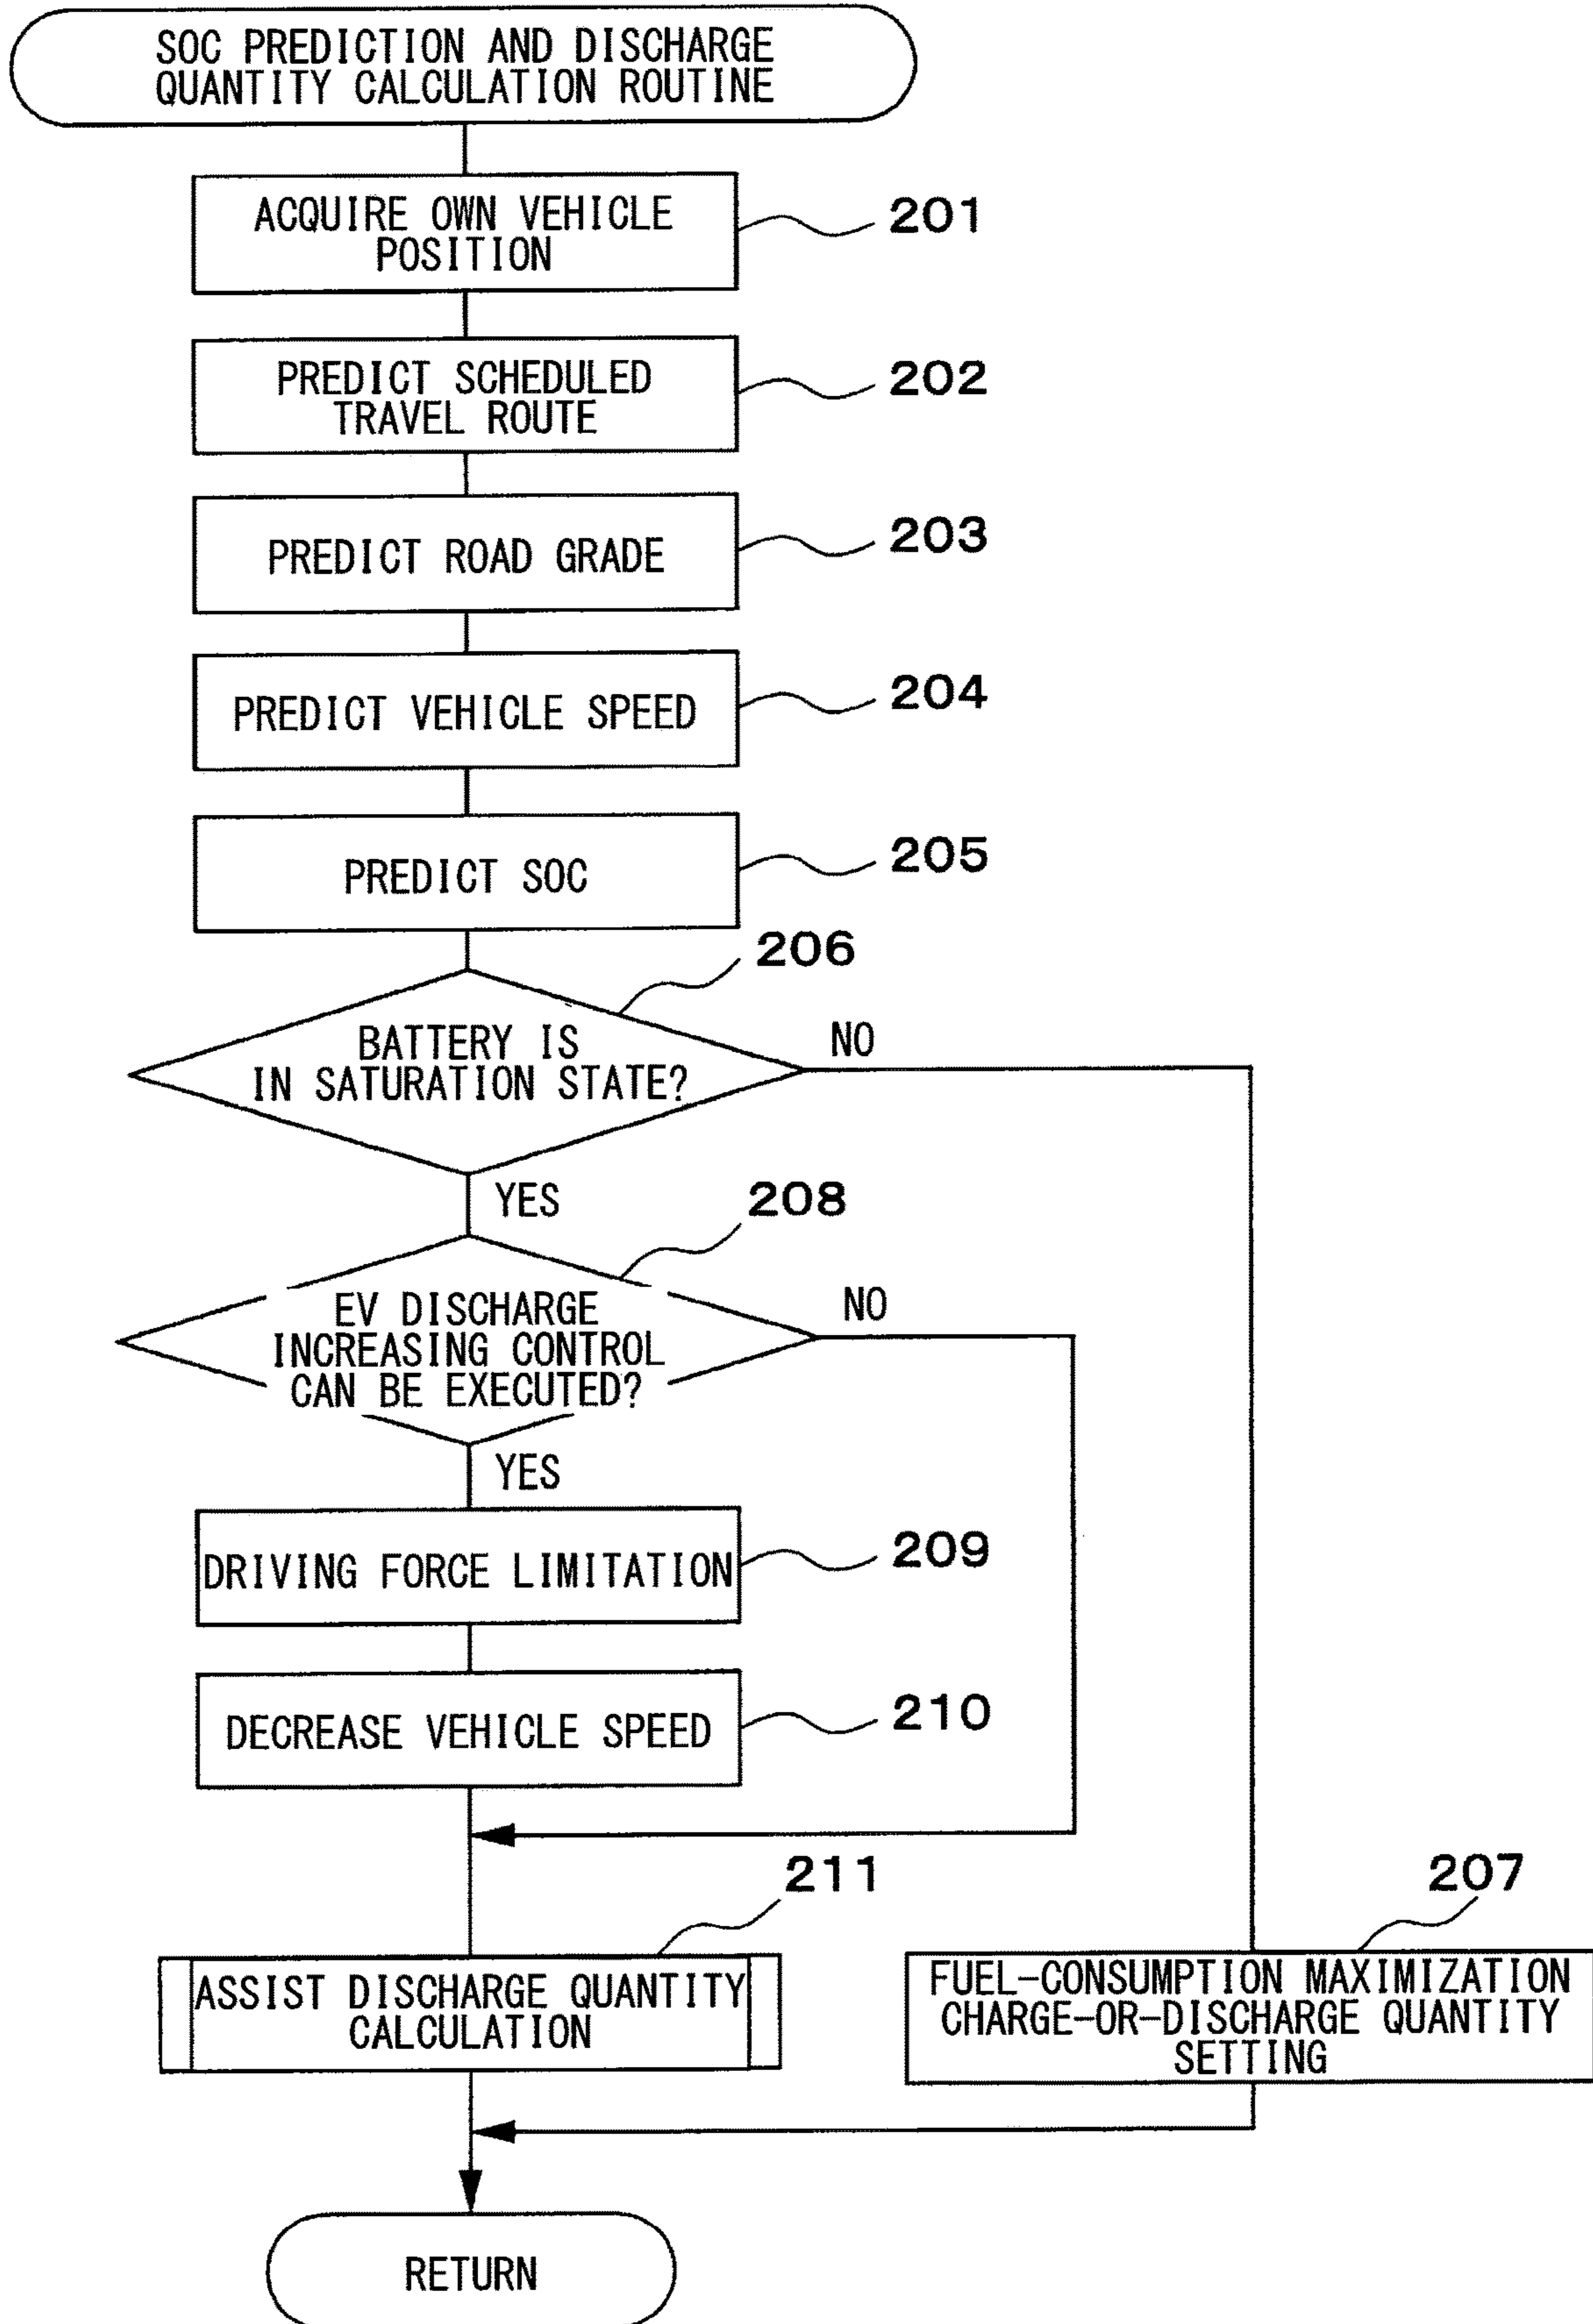 SOC PREDICTION AND DISCHARGE
QUANTITY CALCULATION ROUTINE
ACQUIRE OWN VEHICLE
POSITION
201
PREDICT SCHEDULED
TRAVEL ROUTE
202
PREDICT ROAD GRADE
203
PREDICT VEHICLE SPEED
204
PREDICT SOC
205
206
BATTERY IS
IN SATURATION STATE?
NO
YES
208
EV DISCHARGE
INCREASING CONTROL
CAN BE EXECUTED?
NO
YES
DRIVING FORCE LIMITATION
209
DECREASE VEHICLE SPEED
210
211
ASSIST DISCHARGE QUANTITY
CALCULATION
207
FUEL-CONSUMPTION MAXIMIZATION
CHARGE-OR-DISCHARGE QUANTITY
SETTING
RETURN